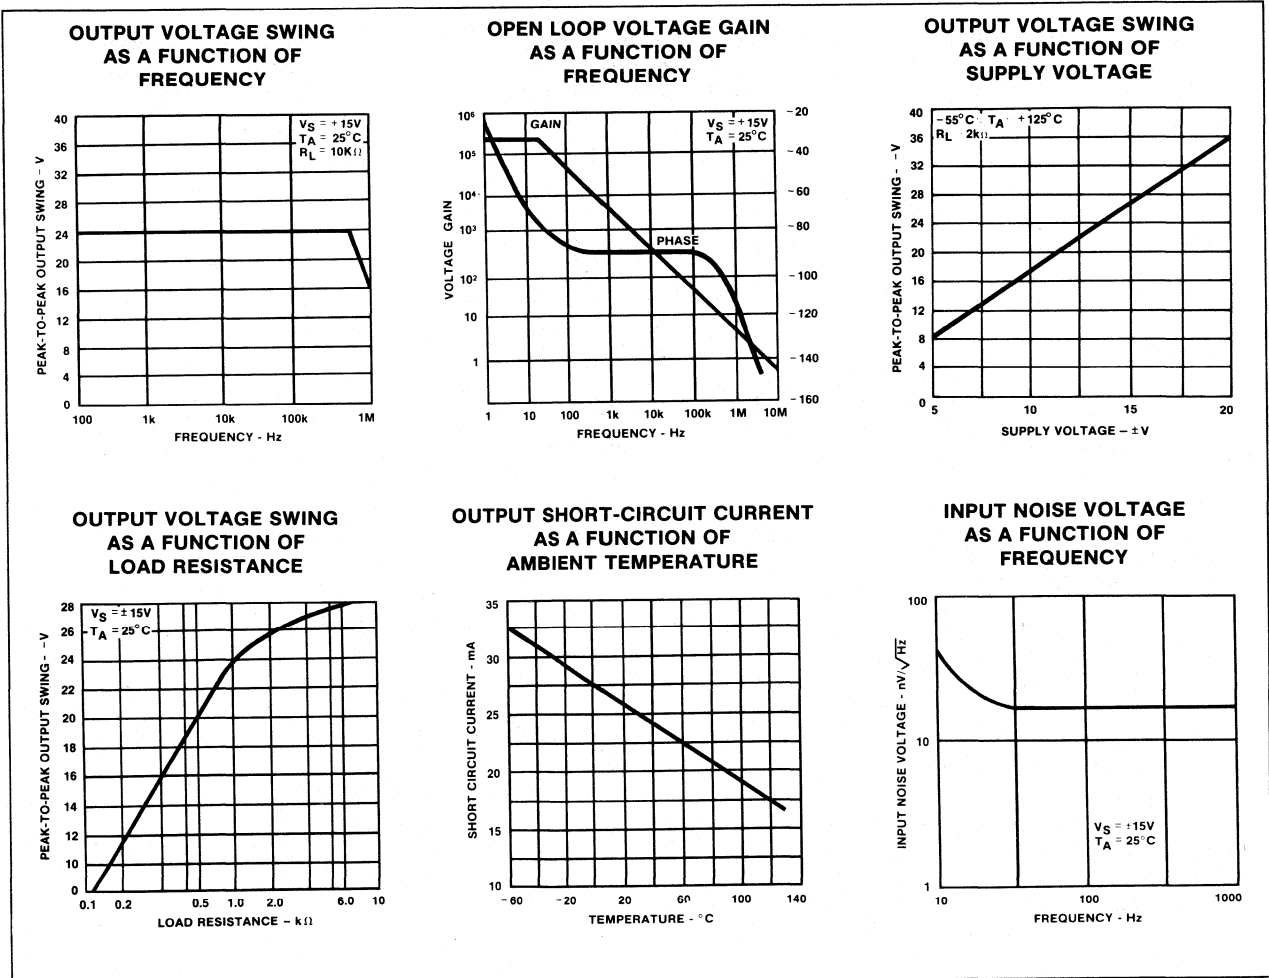 OUTPUT VOLTAGE SWING
AS A FUNCTION OF
FREQUENCY
PEAK-TO-PEAK OUTPUT SWING - V
40
36
32
28
24
20
16
12
8
4
0
VS = +15V
TA = 25°C
RL = 10KΩ
100 1k 10k 100k 1M
FREQUENCY - Hz
OPEN LOOP VOLTAGE GAIN
AS A FUNCTION OF
FREQUENCY
VOLTAGE GAIN
10⁶
10⁵
10⁴
10³
10²
10
1
GAIN
PHASE
VS = +15V
TA = 25°C
-20
-40
-60
-80
-100
-120
-140
-160
1 10 100 1k 10k 100k 1M 10M
FREQUENCY - Hz
OUTPUT VOLTAGE SWING
AS A FUNCTION OF
SUPPLY VOLTAGE
PEAK-TO-PEAK OUTPUT SWING - -V
40
36
32
28
24
20
16
12
8
4
0
-55°C TA +125°C
RL 2kΩ
5 10 15 20
SUPPLY VOLTAGE - ±V
OUTPUT VOLTAGE SWING
AS A FUNCTION OF
LOAD RESISTANCE
PEAK-TO-PEAK OUTPUT SWING - -V
28
26
24
22
20
18
16
14
12
10
0
VS = ±15V
TA = 25°C
0.1 0.2 0.5 1.0 2.0 6.0 10
LOAD RESISTANCE - kΩ
OUTPUT SHORT-CIRCUIT CURRENT
AS A FUNCTION OF
AMBIENT TEMPERATURE
SHORT CIRCUIT CURRENT - mA
35
30
25
20
15
10
-60 -20 20 60 100 140
TEMPERATURE - °C
INPUT NOISE VOLTAGE
AS A FUNCTION OF
FREQUENCY
INPUT NOISE VOLTAGE - nV/√Hz
100
10
1
VS = ±15V
TA = 25°C
10 100 1000
FREQUENCY - Hz